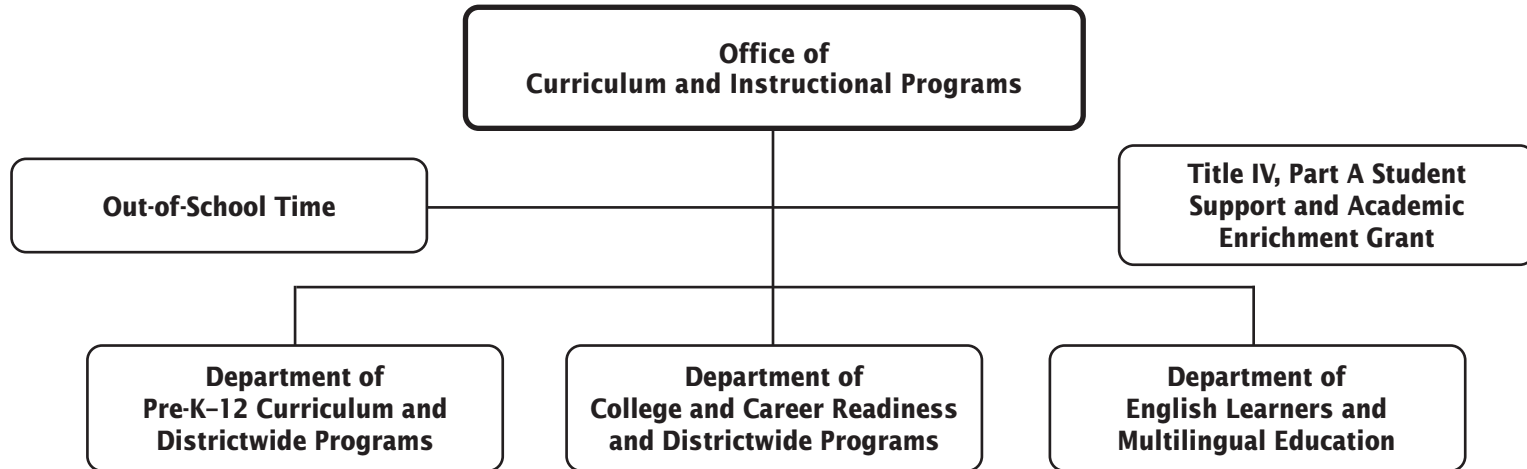 Office of
Curriculum and Instructional Programs
Out-of-School Time
Title IV, Part A Student
Support and Academic
Enrichment Grant
Department of
Pre-K–12 Curriculum and
Districtwide Programs
Department of
College and Career Readiness
and Districtwide Programs
Department of
English Learners and
Multilingual Education